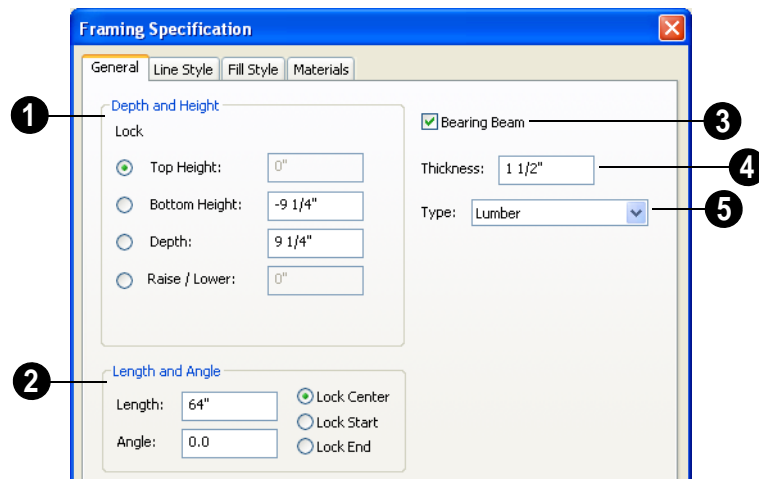 Framing Specification
General Line Style Fill Style Materials
1
Depth and Height
Lock
Top Height: 0"
Bottom Height: -9 1/4"
Depth: 9 1/4"
Raise / Lower: 0"
Bearing Beam
3
Thickness: 1 1/2"
4
Type: Lumber
5
2
Length and Angle
Length: 64"
Angle: 0.0
Lock Center
Lock Start
Lock End